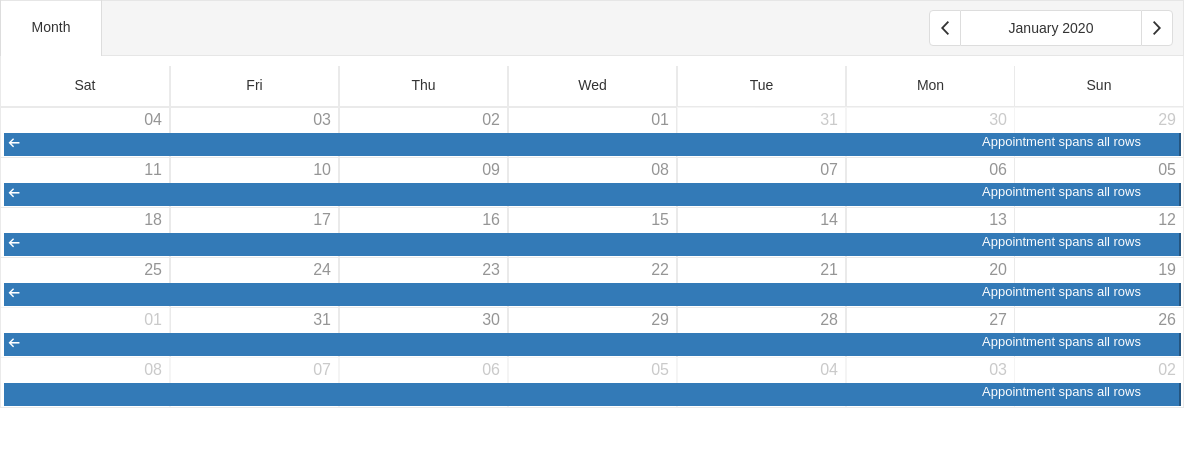 Month
January 2020
Sat Fri Thu Wed Tue Mon Sun
04 03 02 01 31 30 29
Appointment spans all rows
11 10 09 08 07 06 05
Appointment spans all rows
18 17 16 15 14 13 12
Appointment spans all rows
25 24 23 22 21 20 19
Appointment spans all rows
01 31 30 29 28 27 26
Appointment spans all rows
08 07 06 05 04 03 02
Appointment spans all rows